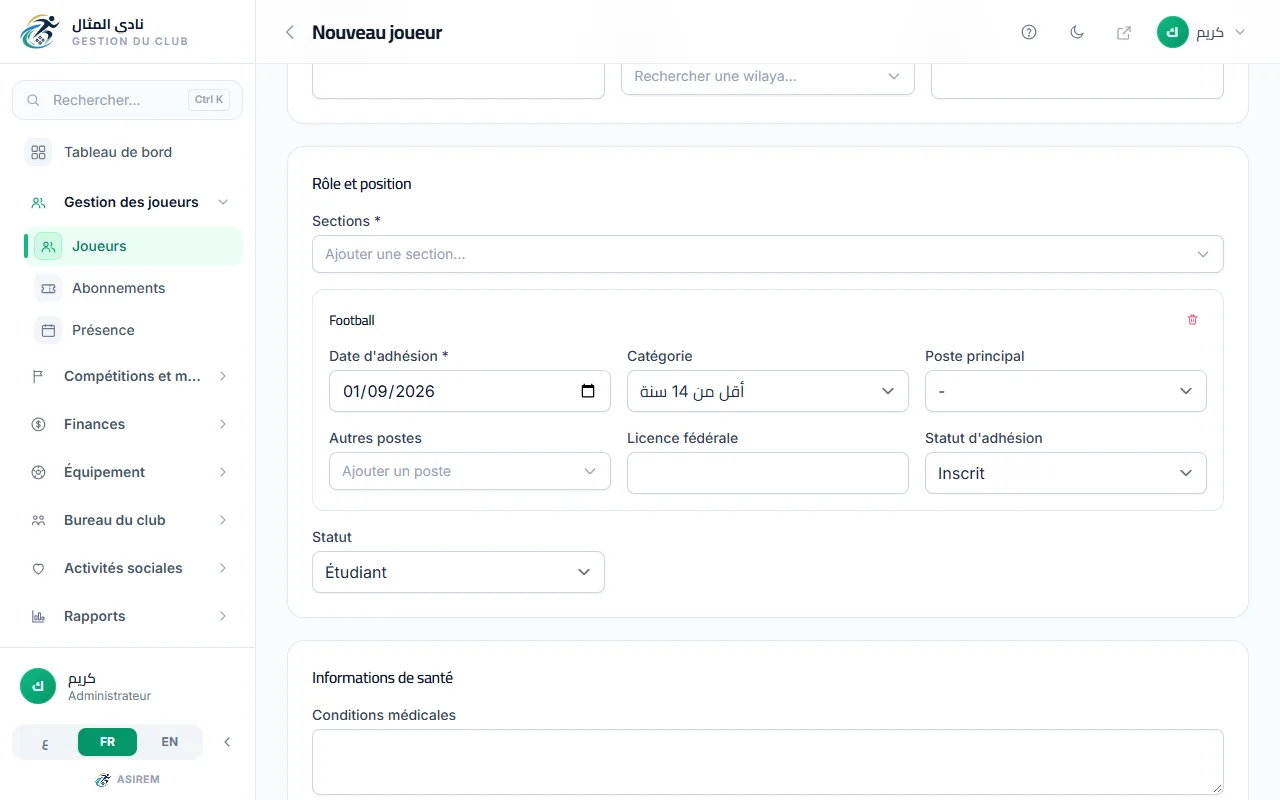 نادي المثال
GESTION DU CLUB
Rechercher...
Ctrl K
Tableau de bord
Gestion des joueurs
Joueurs
Abonnements
Présence
Compétitions et m...
Finances
Équipement
Bureau du club
Activités sociales
Rapports
ك
كريم
Administrateur
ع
FR
EN
ASIREM
Nouveau joueur
ك
كريم
Rechercher une wilaya...
Rôle et position
Sections *
Ajouter une section...
Football
Date d'adhésion *
Catégorie
Poste principal
01/09/2026
أقل من 14 سنة
-
Autres postes
Licence fédérale
Statut d'adhésion
Ajouter un poste
Inscrit
Statut
Étudiant
Informations de santé
Conditions médicales